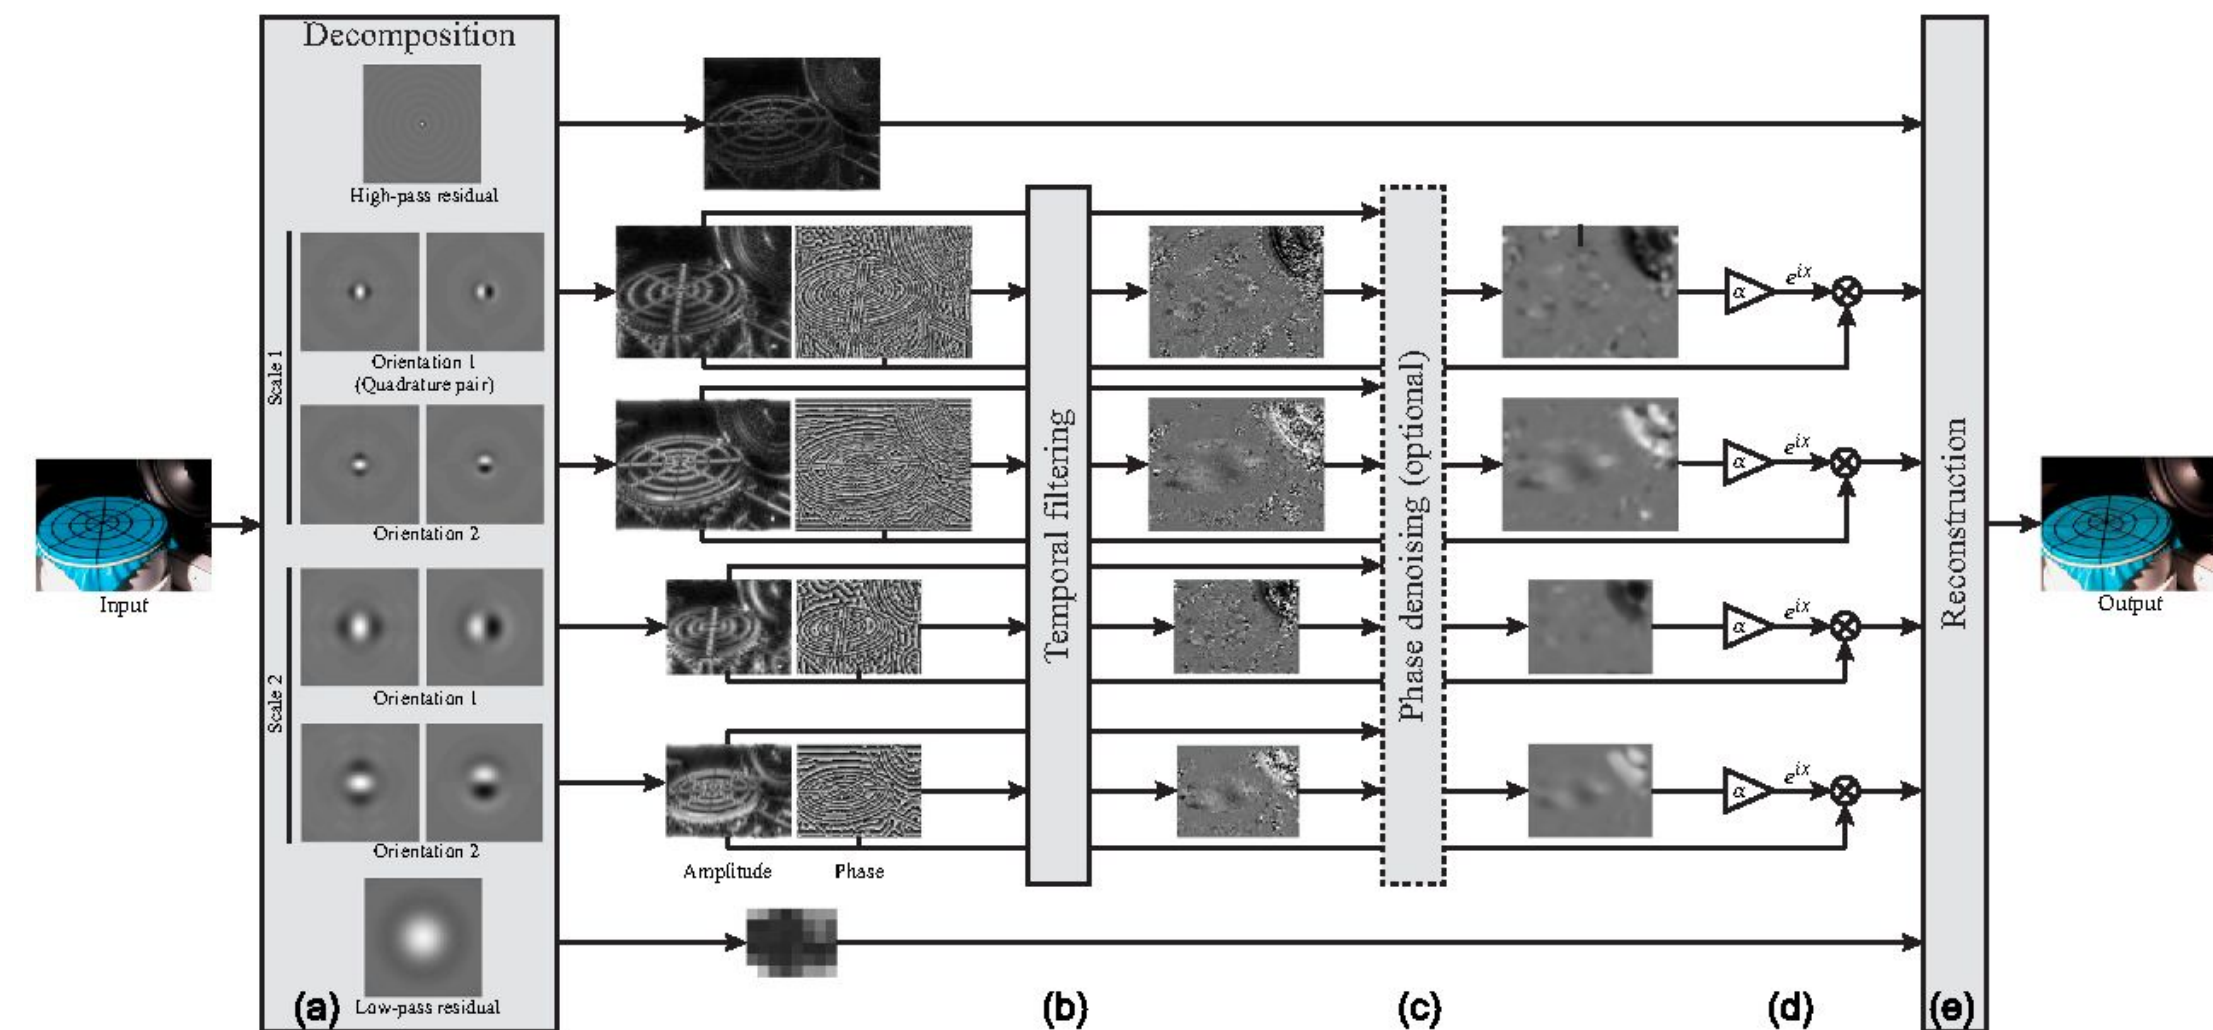 Decomposition
High-pass residual
Scale 1
Orientation 1
(Quadrature pair)
Orientation 2
Scale 2
Orientation 1
Orientation 2
Low-pass residual
Input
Amplitude
Phase
Temporal filtering
Phase denoising (optional)
α
e^{ix}
α
e^{ix}
α
e^{ix}
α
e^{ix}
Reconstruction
Output
(a)
(b)
(c)
(d)
(e)